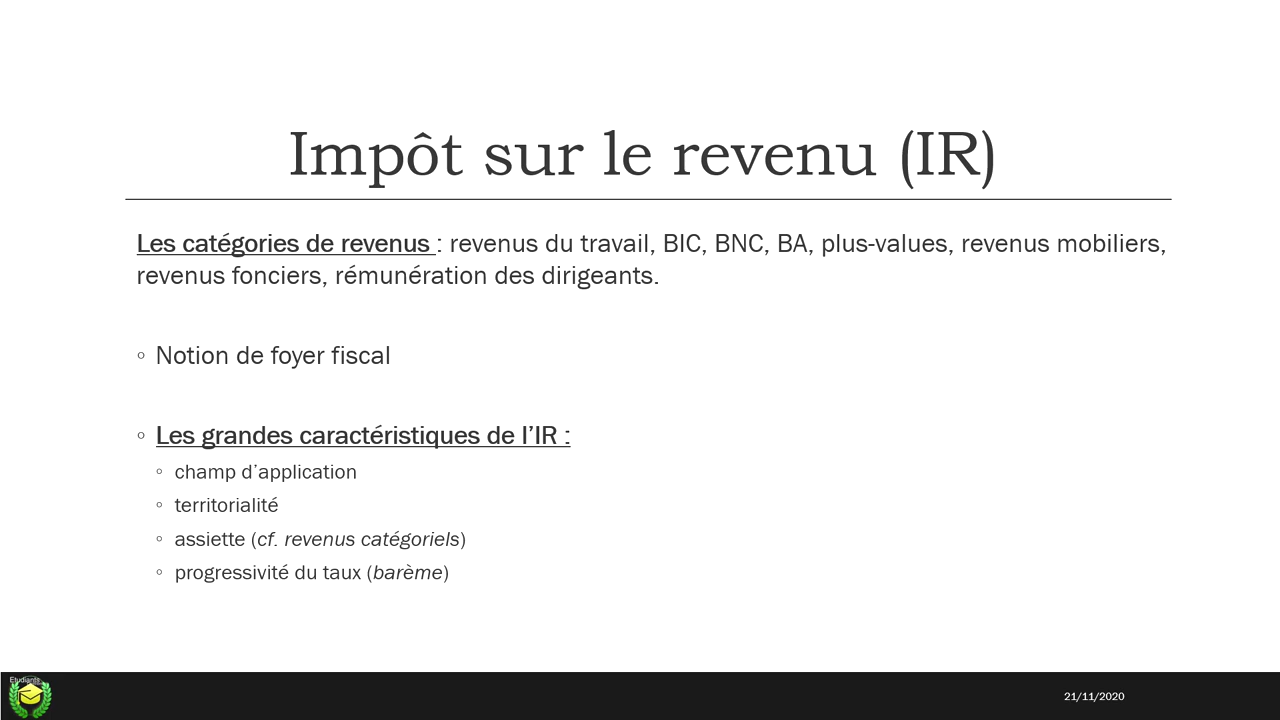 Impôt sur le revenu (IR)
Les catégories de revenus : revenus du travail, BIC, BNC, BA, plus-values, revenus mobiliers,
revenus fonciers, rémunération des dirigeants.
◦ Notion de foyer fiscal
◦ Les grandes caractéristiques de l’IR :
◦ champ d’application
◦ territorialité
◦ assiette (cf. revenus catégoriels)
◦ progressivité du taux (barème)
Etudiants
21/11/2020